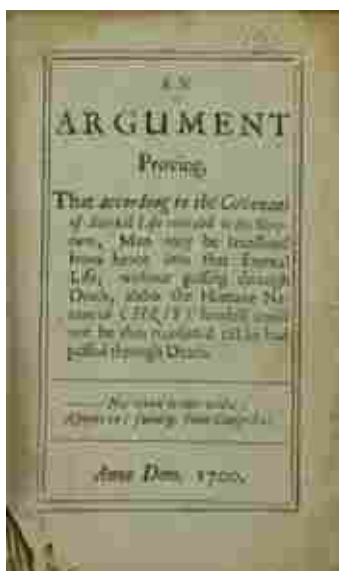 AN
ARGUMENT
Proving,
That according to the Covenant
of Eternal Life revealed in the Scrip-
tures, Man may be translated
from hence into that Eternal
Life, without passing through
Death, altho the Humane Na-
ture of CHRIST himself could
not be thus translated till he had
passed through Death.
Anno Dom. 1700.